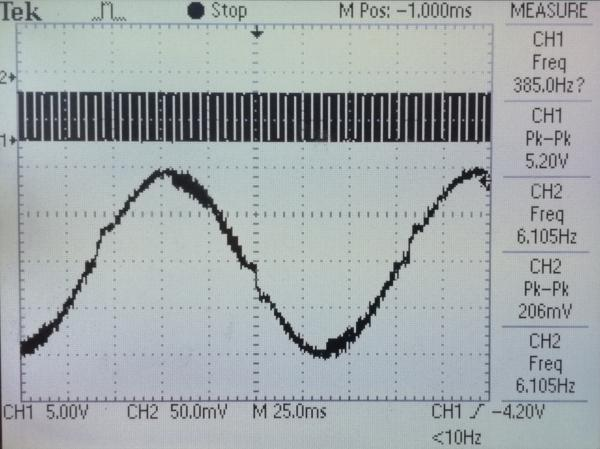 Tek Stop M Pos: -1.000ms MEASURE
CH1
Freq
385.0Hz?
2
CH1
Pk-Pk
5.20V
1
CH2
Freq
6.105Hz
CH2
Pk-Pk
206mV
CH2
Freq
6.105Hz
CH1 5.00V CH2 50.0mV M 25.0ms CH1 -4.20V
<10Hz